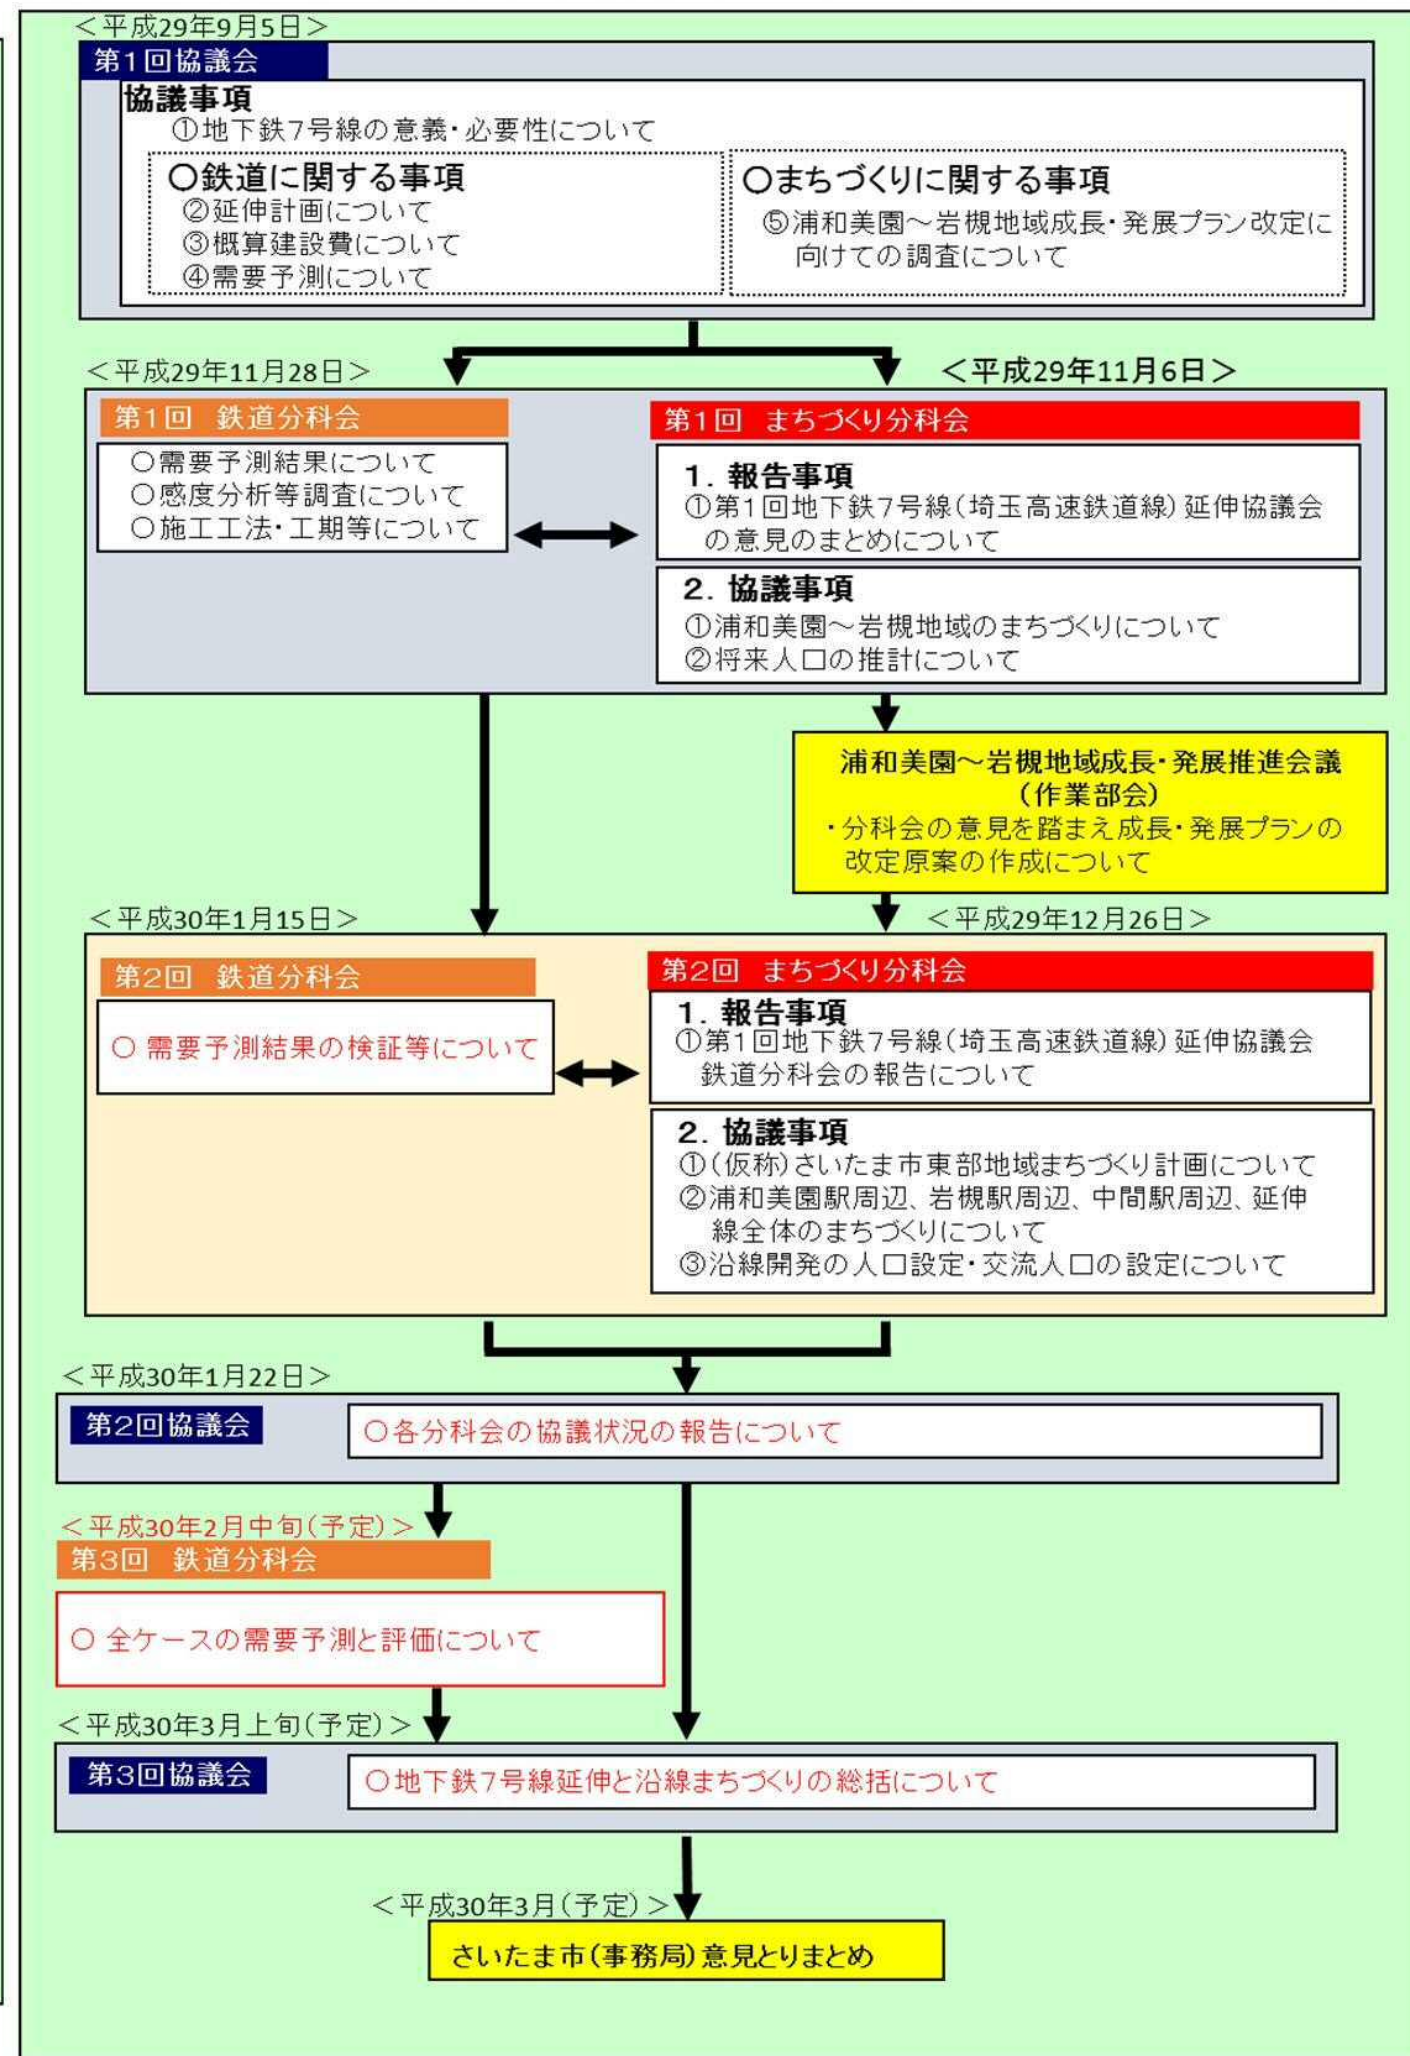 ＜平成29年9月5日＞
第1回協議会
協議事項
①地下鉄7号線の意義・必要性について
〇鉄道に関する事項
②延伸計画について
③概算建設費について
④需要予測について
〇まちづくりに関する事項
⑤浦和美園～岩槻地域成長・発展プラン改定に
向けての調査について
＜平成29年11月28日＞
第1回　鉄道分科会
〇需要予測結果について
〇感度分析等調査について
〇施工工法・工期等について
＜平成29年11月6日＞
第1回　まちづくり分科会
1. 報告事項
①第1回地下鉄7号線(埼玉高速鉄道線)延伸協議会
の意見のまとめについて
2. 協議事項
①浦和美園～岩槻地域のまちづくりについて
②将来人口の推計について
浦和美園～岩槻地域成長・発展推進会議
(作業部会)
・分科会の意見を踏まえ成長・発展プランの
改定原案の作成について
＜平成30年1月15日＞
第2回　鉄道分科会
〇 需要予測結果の検証等について
＜平成29年12月26日＞
第2回　まちづくり分科会
1. 報告事項
①第1回地下鉄7号線(埼玉高速鉄道線)延伸協議会
鉄道分科会の報告について
2. 協議事項
①(仮称)さいたま市東部地域まちづくり計画について
②浦和美園駅周辺、岩槻駅周辺、中間駅周辺、延伸
線全体のまちづくりについて
③沿線開発の人口設定・交流人口の設定について
＜平成30年1月22日＞
第2回協議会
〇各分科会の協議状況の報告について
＜平成30年2月中旬(予定)＞
第3回　鉄道分科会
〇 全ケースの需要予測と評価について
＜平成30年3月上旬(予定)＞
第3回協議会
〇地下鉄7号線延伸と沿線まちづくりの総括について
＜平成30年3月(予定)＞
さいたま市(事務局)意見とりまとめ